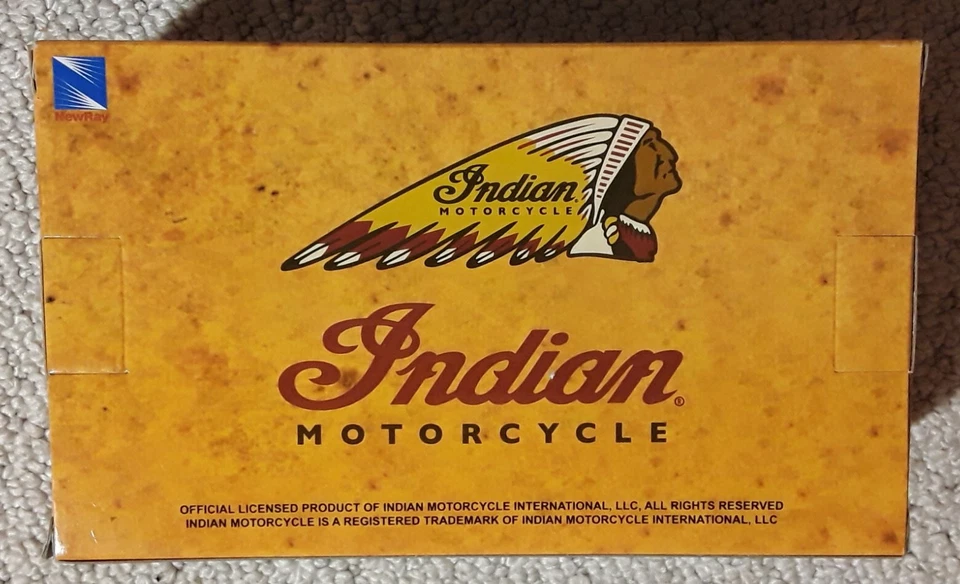 NewRay
Indian
MOTORCYCLE
Indian®
MOTORCYCLE
OFFICIAL LICENSED PRODUCT OF INDIAN MOTORCYCLE INTERNATIONAL, LLC, ALL RIGHTS RESERVED
INDIAN MOTORCYCLE IS A REGISTERED TRADEMARK OF INDIAN MOTORCYCLE INTERNATIONAL, LLC